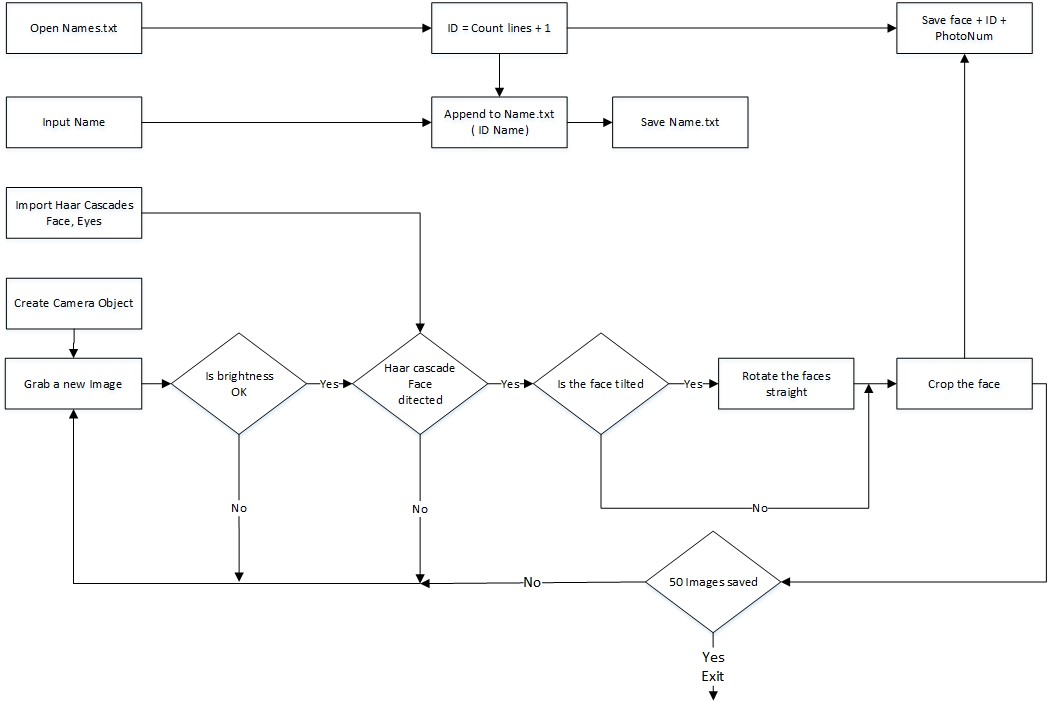 Open Names.txt
ID = Count lines + 1
Save face + ID +
PhotoNum
Input Name
Append to Name.txt
( ID Name)
Save Name.txt
Import Haar Cascades
Face, Eyes
Create Camera Object
Grab a new Image
Is brightness
OK
Yes
Haar cascade
Face
ditected
Yes
Is the face tilted
Yes
Rotate the faces
straight
Crop the face
No
No
No
50 Images saved
No
Yes
Exit